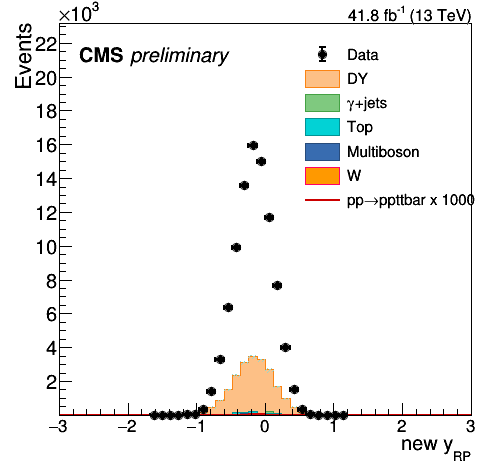 ×10³
41.8 fb⁻¹ (13 TeV)
Events
CMS preliminary
Data
DY
γ+jets
Top
Multiboson
W
pp→ppttbar x 1000
22
20
18
16
14
12
10
8
6
4
2
−3 −2 −1 0 1 2 3
new y_RP